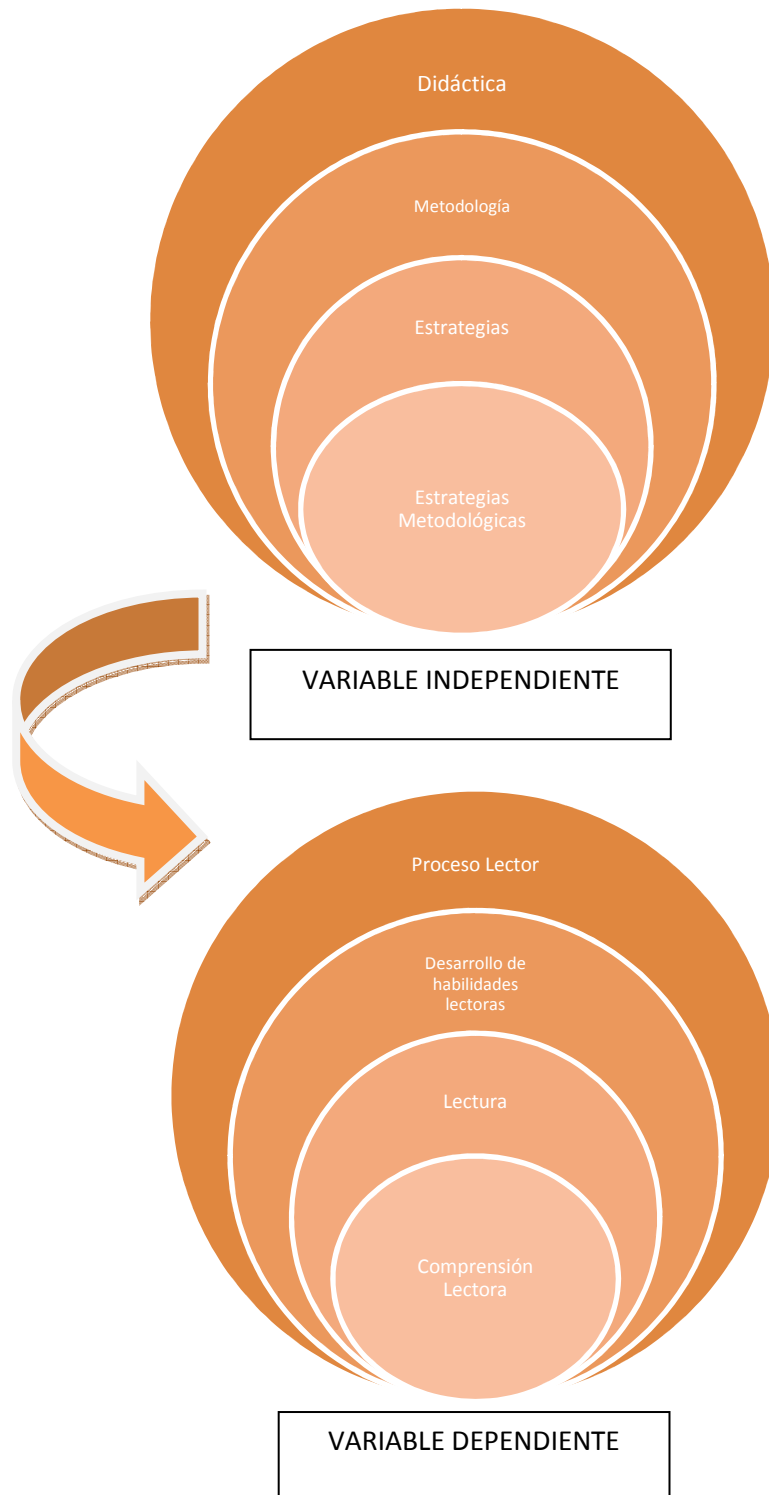 Didáctica
Metodología
Estrategias
Estrategias
Metodológicas
VARIABLE INDEPENDIENTE
Proceso Lector
Desarrollo de
habilidades
lectoras
Lectura
Comprensión
Lectora
VARIABLE DEPENDIENTE